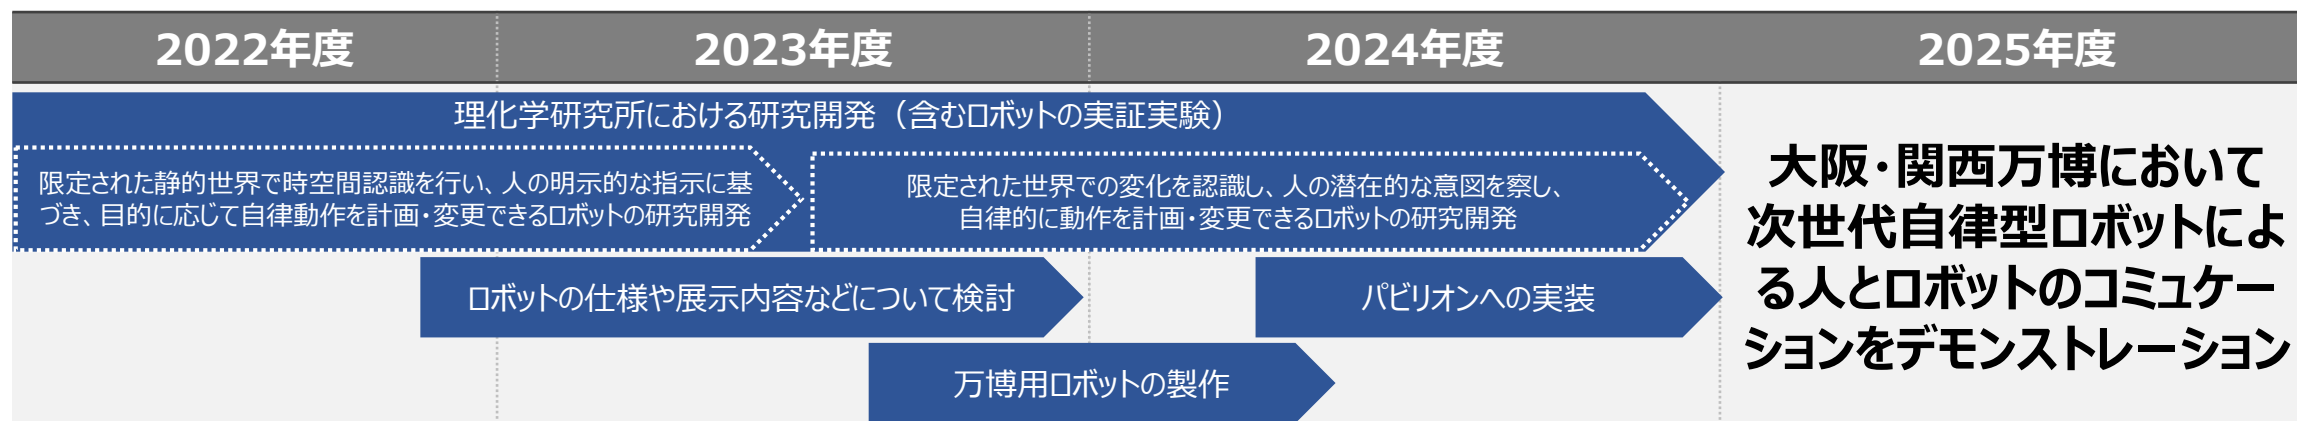 2022年度
2023年度
2024年度
2025年度
理化学研究所における研究開発（含むロボットの実証実験）
限定された静的世界で時空間認識を行い、人の明示的な指示に基
づき、目的に応じて自律動作を計画・変更できるロボットの研究開発
限定された世界での変化を認識し、人の潜在的な意図を察し、
自律的に動作を計画・変更できるロボットの研究開発
ロボットの仕様や展示内容などについて検討
パビリオンへの実装
万博用ロボットの製作
大阪・関西万博において
次世代自律型ロボットによ
る人とロボットのコミュケー
ションをデモンストレーション